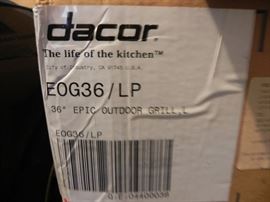 dacor
The life of the kitchen™
City of Industry, CA 91745 U.S.A.
EOG36/LP
36" EPIC OUTDOOR GRILL,L
EOG36/LP